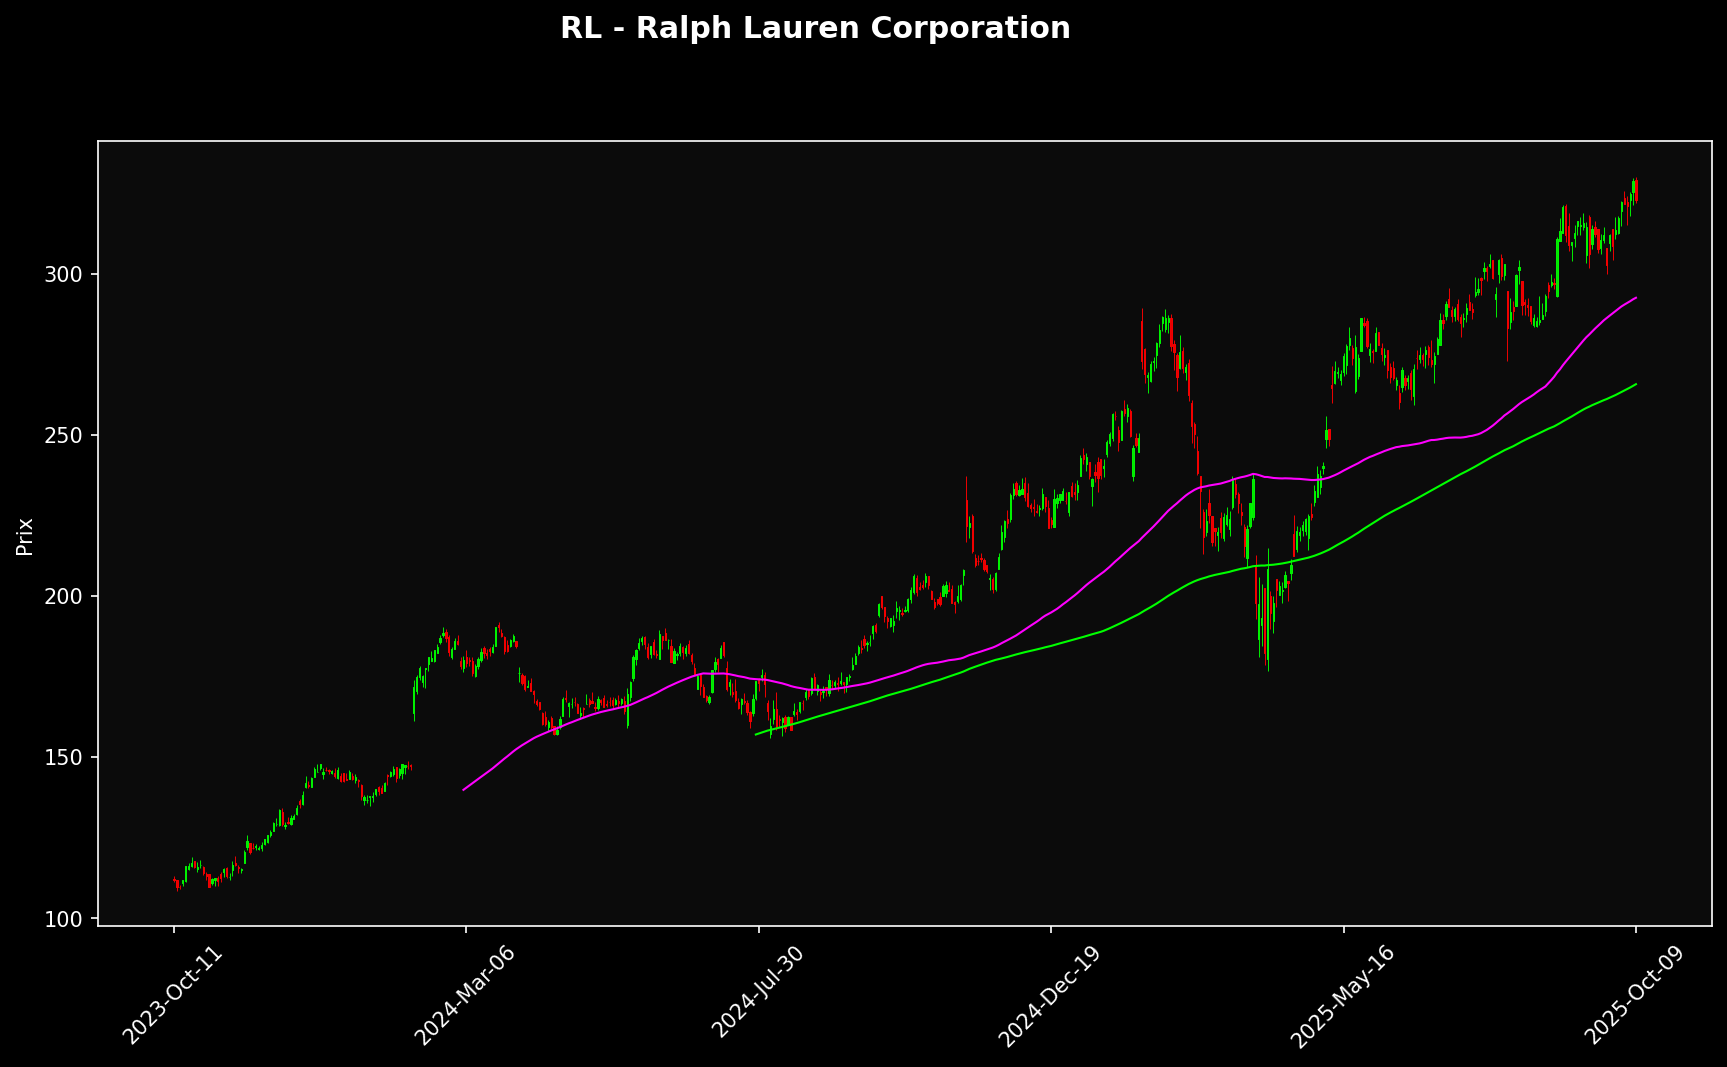 RL - Ralph Lauren Corporation
Prix
300
250
200
150
100
2023-Oct-11
2024-Mar-06
2024-Jul-30
2024-Dec-19
2025-May-16
2025-Oct-09